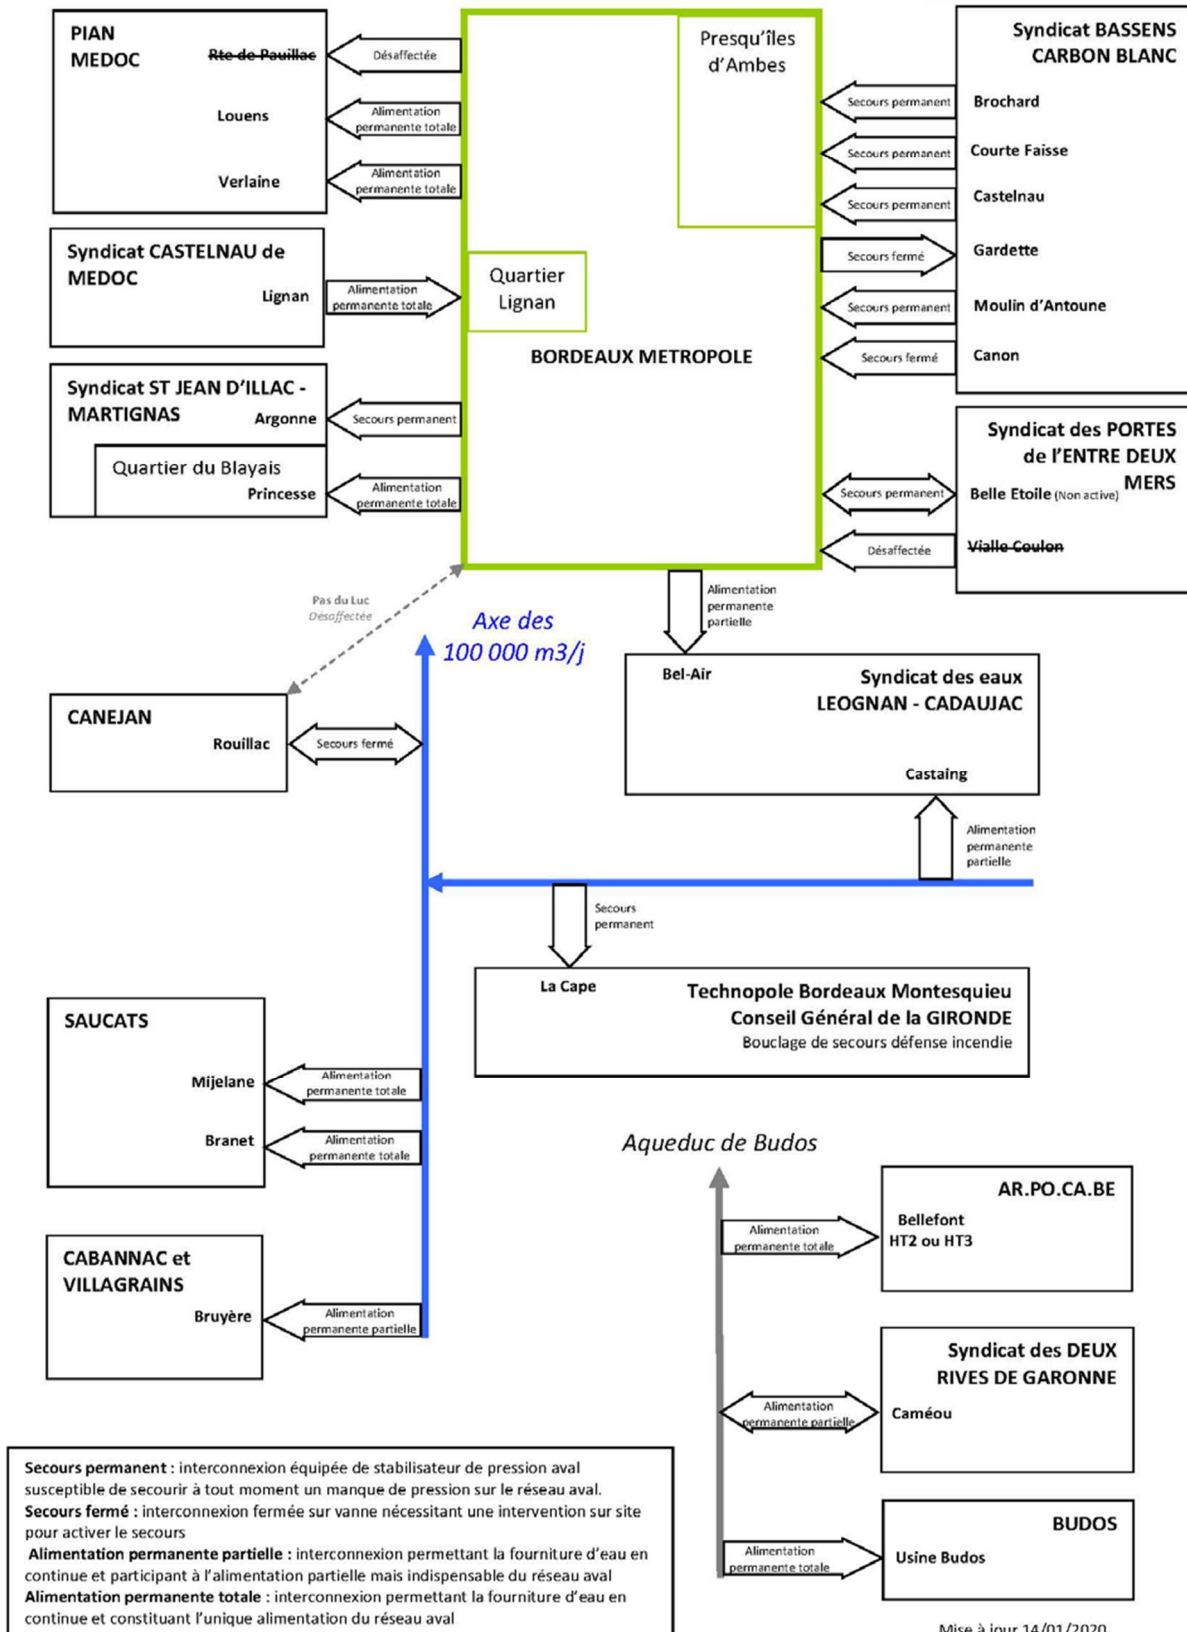 PIAN
MEDOC
Rte de Pauillac
Désaffectée
Louens
Alimentation
permanente totale
Verlaine
Alimentation
permanente totale
Syndicat CASTELNAU de
MEDOC
Lignan
Alimentation
permanente totale
Syndicat ST JEAN D'ILLAC -
MARTIGNAS
Argonne
Secours permanent
Quartier du Blayais
Princesse
Alimentation
permanente totale
Presqu'îles
d'Ambes
Quartier
Lignan
BORDEAUX METROPOLE
Syndicat BASSENS
CARBON BLANC
Secours permanent
Brochard
Secours permanent
Courte Faisse
Secours permanent
Castelnau
Secours fermé
Gardette
Secours permanent
Moulin d'Antoune
Secours fermé
Canon
Syndicat des PORTES
de l'ENTRE DEUX
MERS
Secours permanent
Belle Etoile (Non active)
Désaffectée
Vialle Coulon
Pas du Luc
Désaffectée
Axe des
100 000 m3/j
Alimentation
permanente
partielle
Bel-Air
Syndicat des eaux
LEOGNAN - CADAUJAC
Castaing
Alimentation
permanente
partielle
CANEJAN
Rouillac
Secours fermé
Secours
permanent
La Cape
Technopole Bordeaux Montesquieu
Conseil Général de la GIRONDE
Bouclage de secours défense incendie
SAUCATS
Mijelane
Alimentation
permanente totale
Branet
Alimentation
permanente totale
CABANNAC et
VILLAGRAINS
Bruyère
Alimentation
permanente partielle
Aqueduc de Budos
AR.PO.CA.BE
Alimentation
permanente totale
Bellefont
HT2 ou HT3
Syndicat des DEUX
RIVES DE GARONNE
Alimentation
permanente partielle
Caméou
BUDOS
Alimentation
permanente totale
Usine Budos
Secours permanent : interconnexion équipée de stabilisateur de pression aval
susceptible de secourir à tout moment un manque de pression sur le réseau aval.
Secours fermé : interconnexion fermée sur vanne nécessitant une intervention sur site
pour activer le secours
Alimentation permanente partielle : interconnexion permettant la fourniture d'eau en
continue et participant à l'alimentation partielle mais indispensable du réseau aval
Alimentation permanente totale : interconnexion permettant la fourniture d'eau en
continue et constituant l'unique alimentation du réseau aval
Mise à jour 14/01/2020